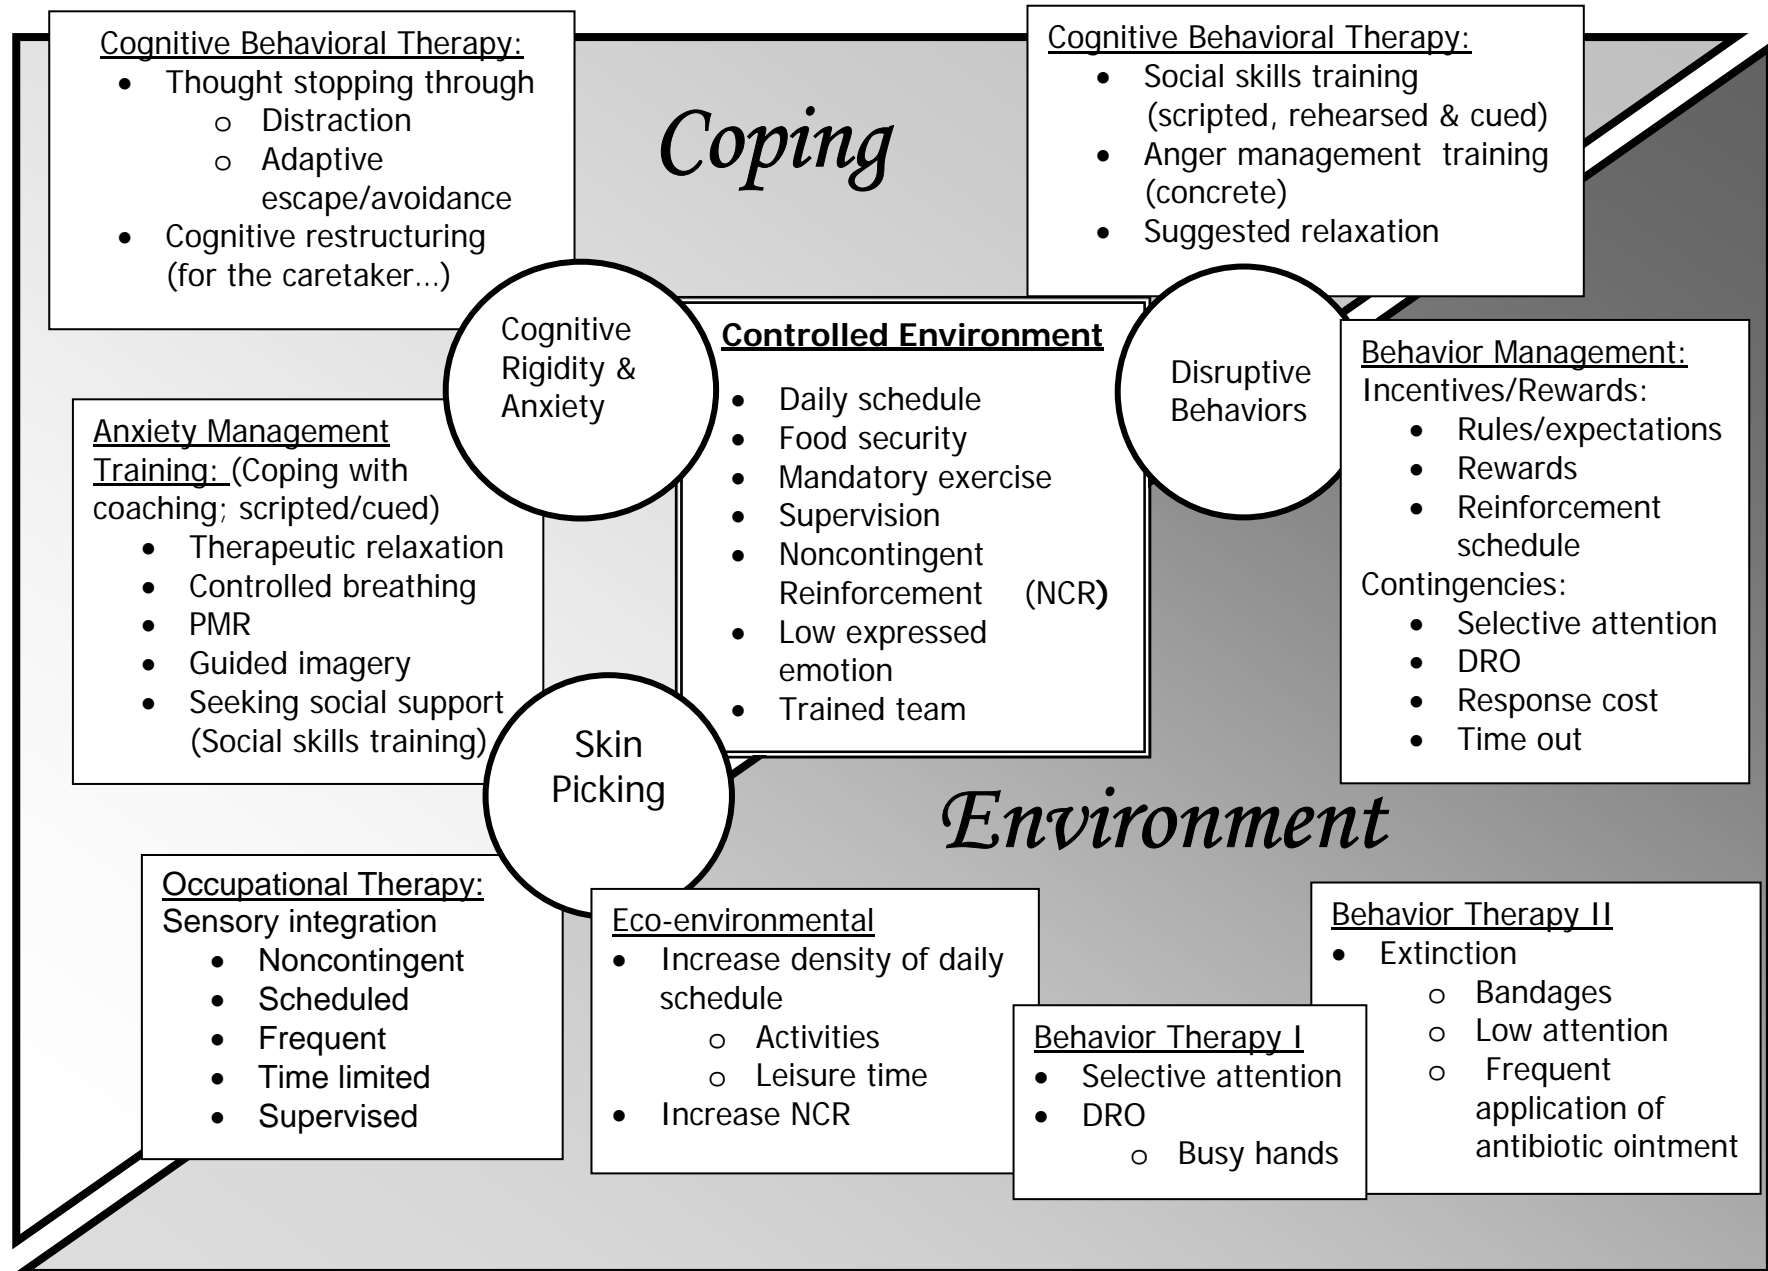 Cognitive Behavioral Therapy:
• Thought stopping through
o Distraction
o Adaptive
escape/avoidance
• Cognitive restructuring
(for the caretaker...)
Coping
Cognitive Behavioral Therapy:
• Social skills training
(scripted, rehearsed & cued)
• Anger management training
(concrete)
• Suggested relaxation
Cognitive
Rigidity &
Anxiety
Controlled Environment
• Daily schedule
• Food security
• Mandatory exercise
• Supervision
• Noncontingent
Reinforcement (NCR)
• Low expressed
emotion
• Trained team
Disruptive
Behaviors
Behavior Management:
Incentives/Rewards:
• Rules/expectations
• Rewards
• Reinforcement
schedule
Contingencies:
• Selective attention
• DRO
• Response cost
• Time out
Anxiety Management
Training: (Coping with
coaching; scripted/cued)
• Therapeutic relaxation
• Controlled breathing
• PMR
• Guided imagery
• Seeking social support
(Social skills training)
Skin
Picking
Environment
Occupational Therapy:
Sensory integration
• Noncontingent
• Scheduled
• Frequent
• Time limited
• Supervised
Eco-environmental
• Increase density of daily
schedule
o Activities
o Leisure time
• Increase NCR
Behavior Therapy I
• Selective attention
• DRO
o Busy hands
Behavior Therapy II
• Extinction
o Bandages
o Low attention
o Frequent
application of
antibiotic ointment